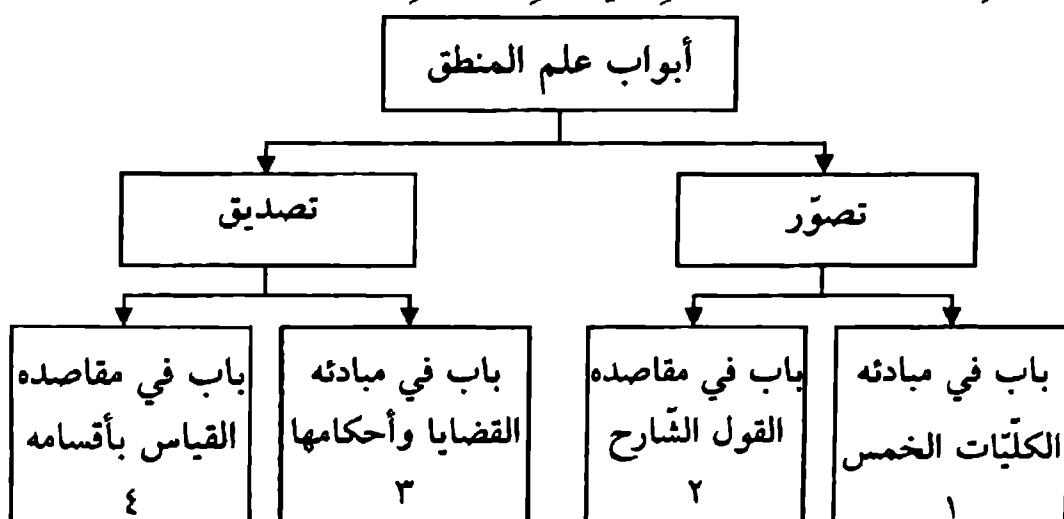 أبواب علم المنطق
تصوّر
تصديق
باب في مبادئه
الكلّيّات الخمس
١
باب في مقاصده
القول الشّارح
٢
باب في مبادئه
القضايا وأحكامها
٣
باب في مقاصده
القياس بأقسامه
٤